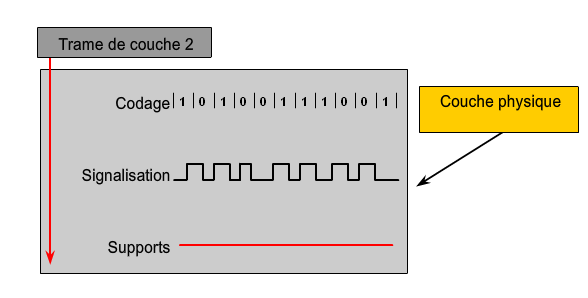 Trame de couche 2
Codage | 1 | 0 | 1 | 0 | 0 | 1 | 1 | 1 | 0 | 0 | 1 |
Couche physique
Signalisation
Supports